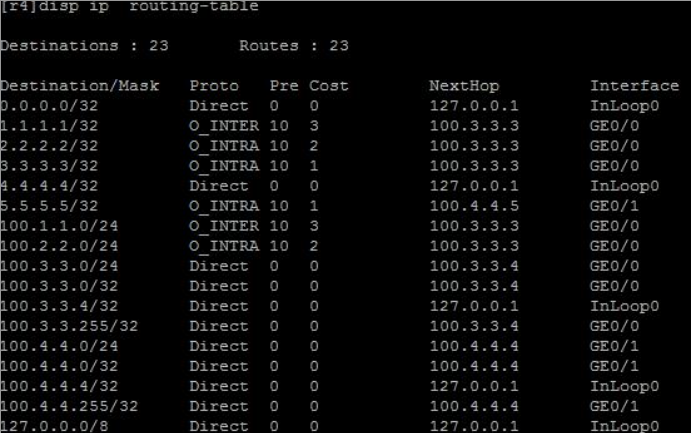 [r4]disp ip  routing-table
Destinations : 23       Routes : 23
Destination/Mask   Proto   Pre Cost        NextHop         Interface
0.0.0.0/32         Direct  0   0           127.0.0.1       InLoop0
1.1.1.1/32         O_INTER 10  3           100.3.3.3       GE0/0
2.2.2.2/32         O_INTRA 10  2           100.3.3.3       GE0/0
3.3.3.3/32         O_INTRA 10  1           100.3.3.3       GE0/0
4.4.4.4/32         Direct  0   0           127.0.0.1       InLoop0
5.5.5.5/32         O_INTRA 10  1           100.4.4.5       GE0/1
100.1.1.0/24       O_INTER 10  3           100.3.3.3       GE0/0
100.2.2.0/24       O_INTRA 10  2           100.3.3.3       GE0/0
100.3.3.0/24       Direct  0   0           100.3.3.4       GE0/0
100.3.3.0/32       Direct  0   0           100.3.3.4       GE0/0
100.3.3.4/32       Direct  0   0           127.0.0.1       InLoop0
100.3.3.255/32     Direct  0   0           100.3.3.4       GE0/0
100.4.4.0/24       Direct  0   0           100.4.4.4       GE0/1
100.4.4.0/32       Direct  0   0           100.4.4.4       GE0/1
100.4.4.4/32       Direct  0   0           127.0.0.1       InLoop0
100.4.4.255/32     Direct  0   0           100.4.4.4       GE0/1
127.0.0.0/8        Direct  0   0           127.0.0.1       InLoop0